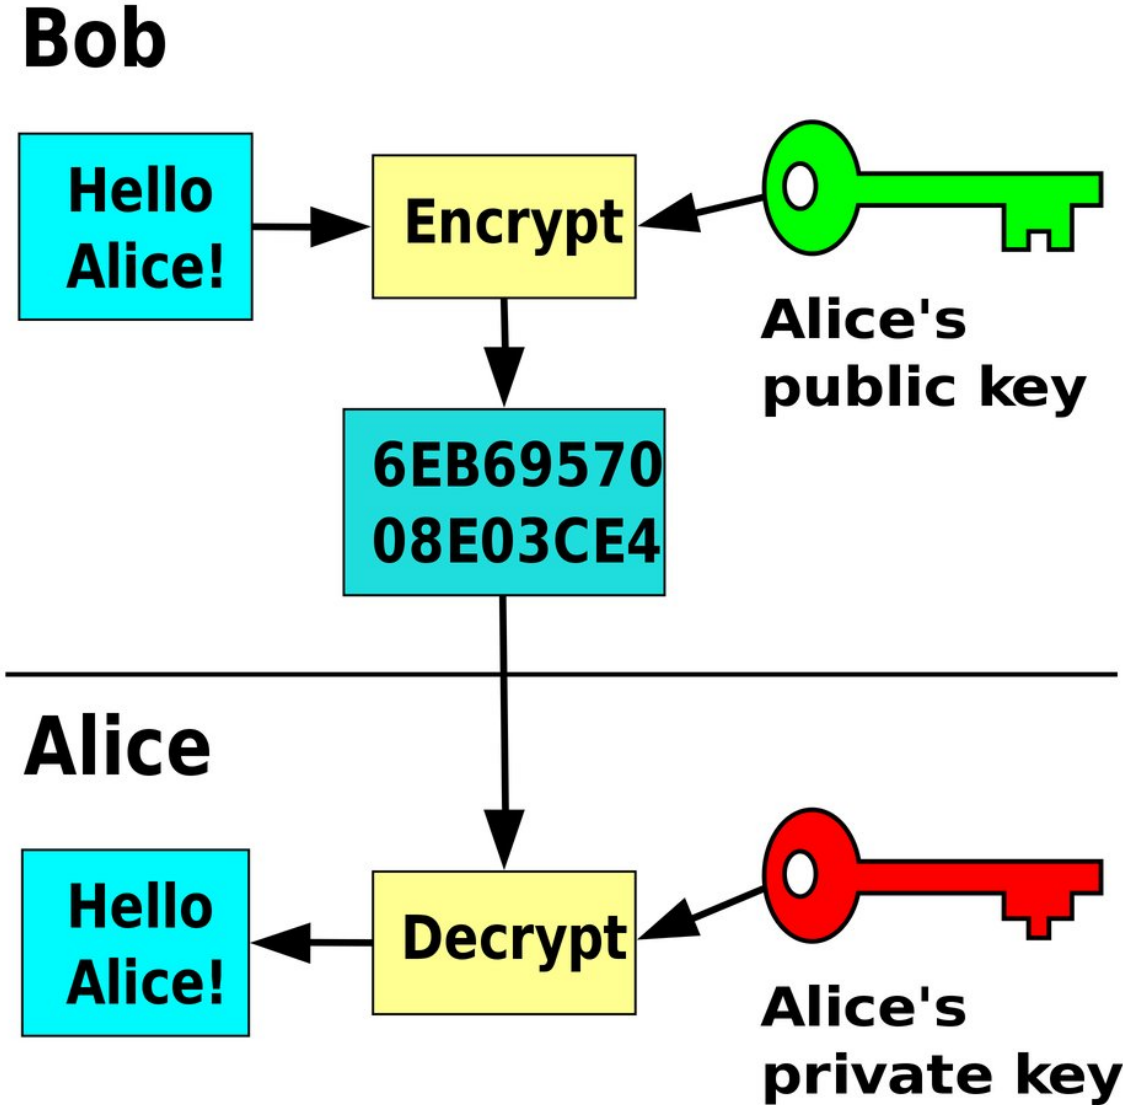 Bob
Hello
Alice!
Encrypt
Alice's
public key
6EB69570
08E03CE4
Alice
Hello
Alice!
Decrypt
Alice's
private key